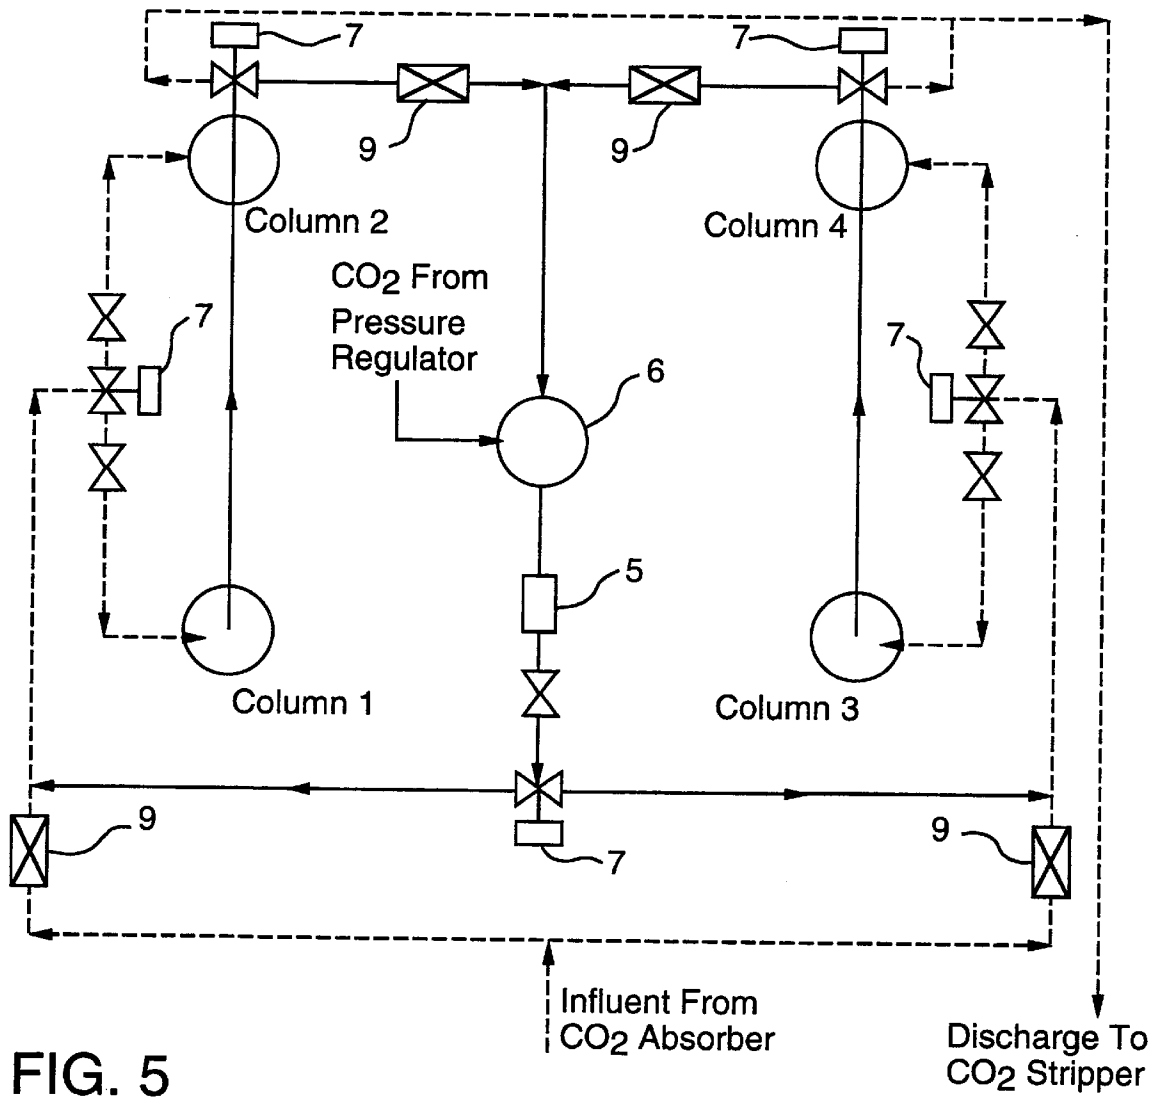 7
7
9
9
Column 2
Column 4
CO2 From
Pressure
Regulator
7
7
6
5
Column 1
Column 3
9
9
7
Influent From
CO2 Absorber
Discharge To
CO2 Stripper
FIG. 5